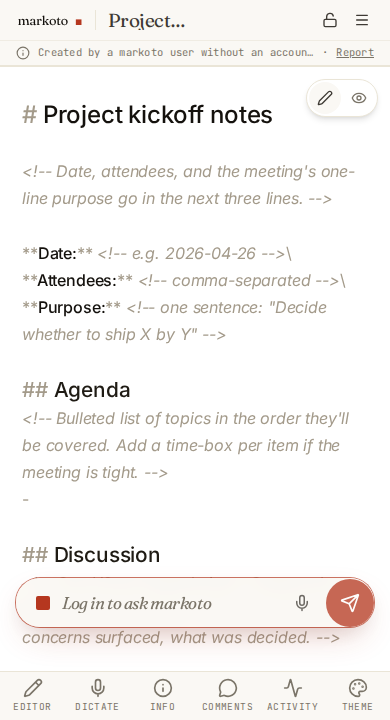 markoto
Project...
Created by a markoto user without an accoun… · Report
# Project kickoff notes
<!-- Date, attendees, and the meeting's one-
line purpose go in the next three lines. -->
**Date:** <!-- e.g. 2026-04-26 -->\
**Attendees:** <!-- comma-separated -->\
**Purpose:** <!-- one sentence: "Decide
whether to ship X by Y" -->
## Agenda
<!-- Bulleted list of topics in the order they'll
be covered. Add a time-box per item if the
meeting is tight. -->
-
## Discussion
Log in to ask markoto
concerns surfaced, what was decided. -->
EDITOR
DICTATE
INFO
COMMENTS
ACTIVITY
THEME